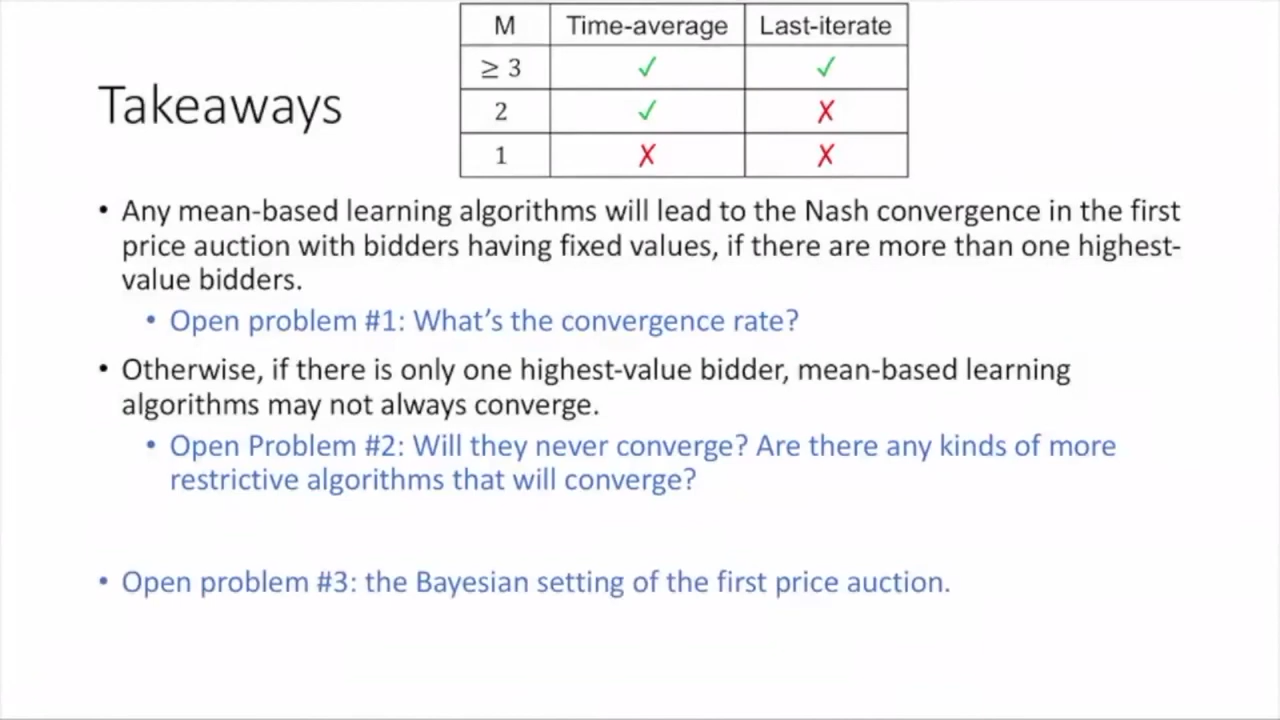 M Time-average Last-iterate
≥ 3 ✓ ✓
Takeaways
2 ✓ ✗
1 ✗ ✗
• Any mean-based learning algorithms will lead to the Nash convergence in the first
price auction with bidders having fixed values, if there are more than one highest-
value bidders.
• Open problem #1: What's the convergence rate?
• Otherwise, if there is only one highest-value bidder, mean-based learning
algorithms may not always converge.
• Open Problem #2: Will they never converge? Are there any kinds of more
restrictive algorithms that will converge?
• Open problem #3: the Bayesian setting of the first price auction.